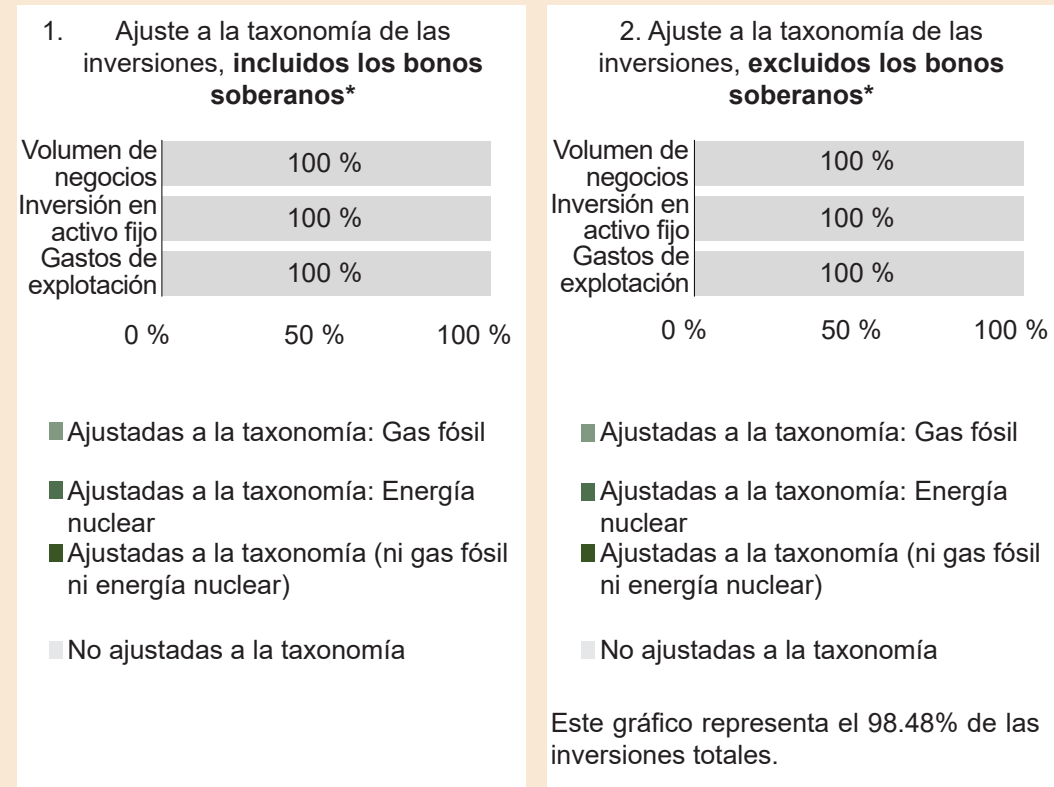 1. Ajuste a la taxonomía de las
inversiones, incluidos los bonos
soberanos*
Volumen de
negocios
100 %
Inversión en
activo fijo
100 %
Gastos de
explotación
100 %
0 % 50 % 100 %
Ajustadas a la taxonomía: Gas fósil
Ajustadas a la taxonomía: Energía
nuclear
Ajustadas a la taxonomía (ni gas fósil
ni energía nuclear)
No ajustadas a la taxonomía
2. Ajuste a la taxonomía de las
inversiones, excluidos los bonos
soberanos*
Volumen de
negocios
100 %
Inversión en
activo fijo
100 %
Gastos de
explotación
100 %
0 % 50 % 100 %
Ajustadas a la taxonomía: Gas fósil
Ajustadas a la taxonomía: Energía
nuclear
Ajustadas a la taxonomía (ni gas fósil
ni energía nuclear)
No ajustadas a la taxonomía
Este gráfico representa el 98.48% de las
inversiones totales.